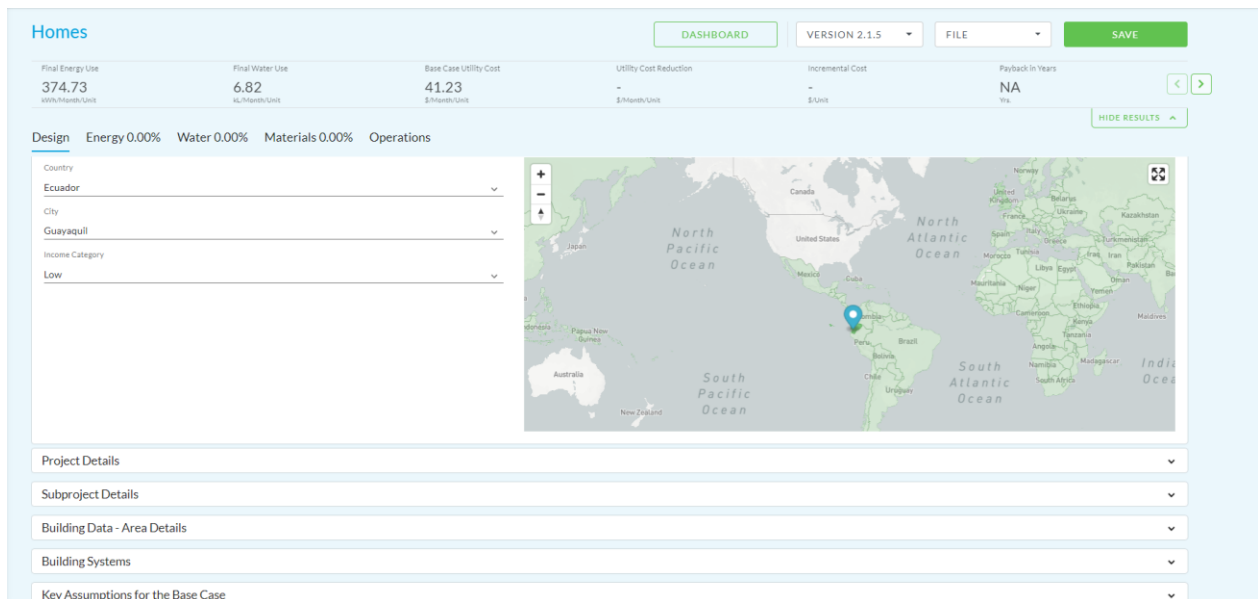 Homes
DASHBOARD
VERSION 2.1.5
FILE
SAVE
Final Energy Use
374.73
kWh/Month/Unit
Final Water Use
6.82
kL/Month/Unit
Base Case Utility Cost
41.23
$/Month/Unit
Utility Cost Reduction
-
$/Month/Unit
Incremental Cost
-
$/Unit
Payback in Years
NA
Yrs.
HIDE RESULTS
Design Energy 0.00% Water 0.00% Materials 0.00% Operations
Country
Ecuador
City
Guayaquil
Income Category
Low
+
-
Norway
Canada
United
Kingdom
Belarus
Ukraine
Kazakhstan
France
North
Pacific
Ocean
North
Atlantic
Ocean
Japan
United States
Spain
Italy
Greece
Turkmenistan
Morocco
Tunisia
Iraq
Iran
Pakistan
Libya
Egypt
Oman
Mexico
Cuba
Mauritania
Niger
Yemen
Ethiopia
Cameroon
Kenya
Maldives
Tanzania
Papua New
Guinea
Peru
Brazil
Angola
Bolivia
Namibia
Madagascar
Australia
Chile
South Africa
Uruguay
South
Pacific
Ocean
South
Atlantic
Ocean
New Zealand
Project Details
Subproject Details
Building Data - Area Details
Building Systems
Key Assumptions for the Base Case